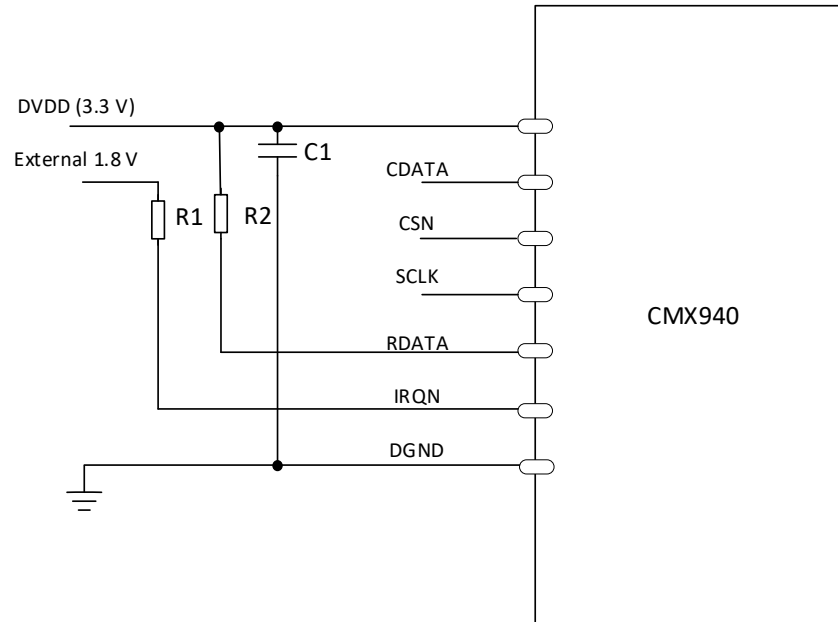 DVDD (3.3 V)
External 1.8 V
C1
CDATA
R1
R2
CSN
SCLK
CMX940
RDATA
IRQN
DGND